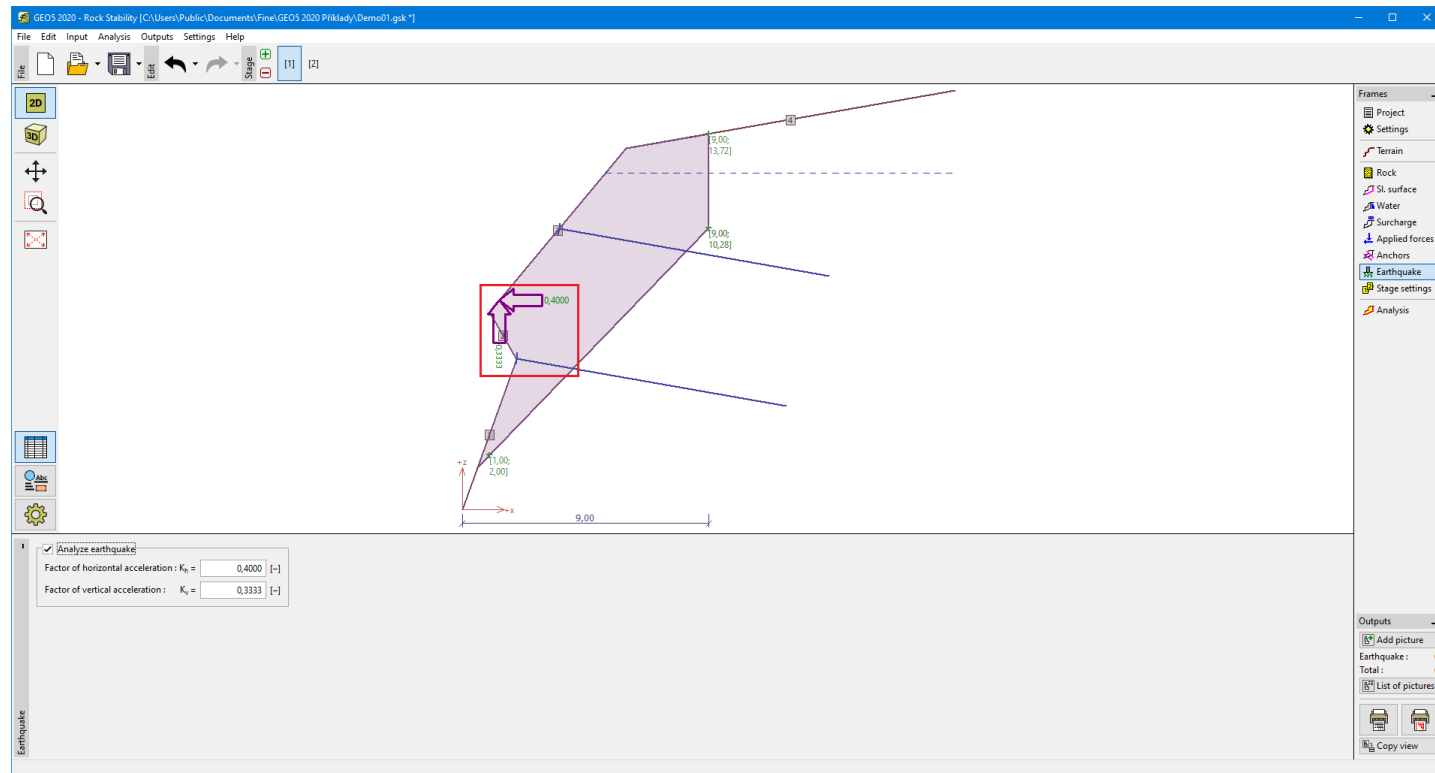 GEO5 2020 - Rock Stability [C:\Users\Public\Documents\Fine\GEO5 2020 Příklady\Demo01.gsk *]
File Edit Input Analysis Outputs Settings Help
File
Edit
Stage
[1]
[2]
2D
3D
Abc
4
[9,00;
13,72]
[9,00;
10,28]
0,4000
0,3333
[1,00;
2,00]
+z
+x
9,00
Frames
Project
Settings
Terrain
Rock
Sl. surface
Water
Surcharge
Applied forces
Anchors
Earthquake
Stage settings
Analysis
Analyze earthquake
Factor of horizontal acceleration : Kh = 0,4000 [–]
Factor of vertical acceleration : Kv = 0,3333 [–]
Earthquake
Outputs
Add picture
Earthquake :
Total :
List of pictures
Copy view